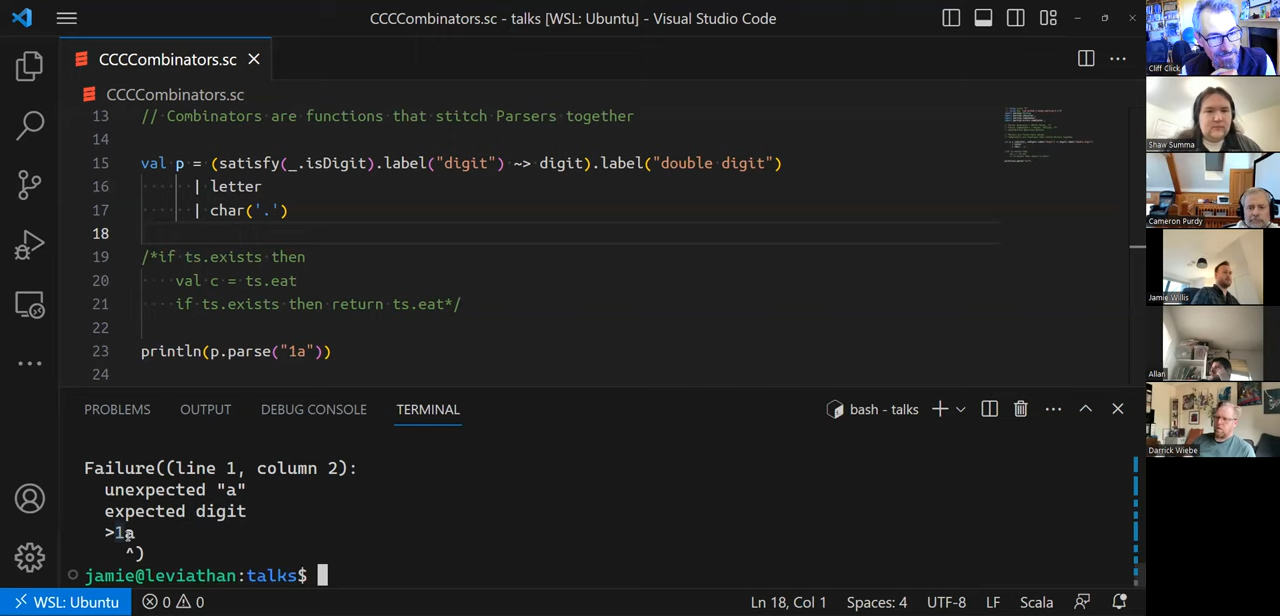 CCCCombinators.sc - talks [WSL: Ubuntu] - Visual Studio Code
CCCCombinators.sc
CCCCombinators.sc
13 // Combinators are functions that stitch Parsers together
14
15 val p = (satisfy(_.isDigit).label("digit") ~> digit).label("double digit")
16 | letter
17 | char('.')
18
19 /*if ts.exists then
20 val c = ts.eat
21 if ts.exists then return ts.eat*/
22
23 println(p.parse("1a"))
24
PROBLEMS OUTPUT DEBUG CONSOLE TERMINAL bash - talks
Failure((line 1, column 2):
unexpected "a"
expected digit
>1a
^)
jamie@leviathan:talks$
WSL: Ubuntu 0 0 Ln 18, Col 1 Spaces: 4 UTF-8 LF Scala
Cliff Click
Shaw Summa
Cameron Purdy
Jamie Willis
Allan
Darrick Wiebe